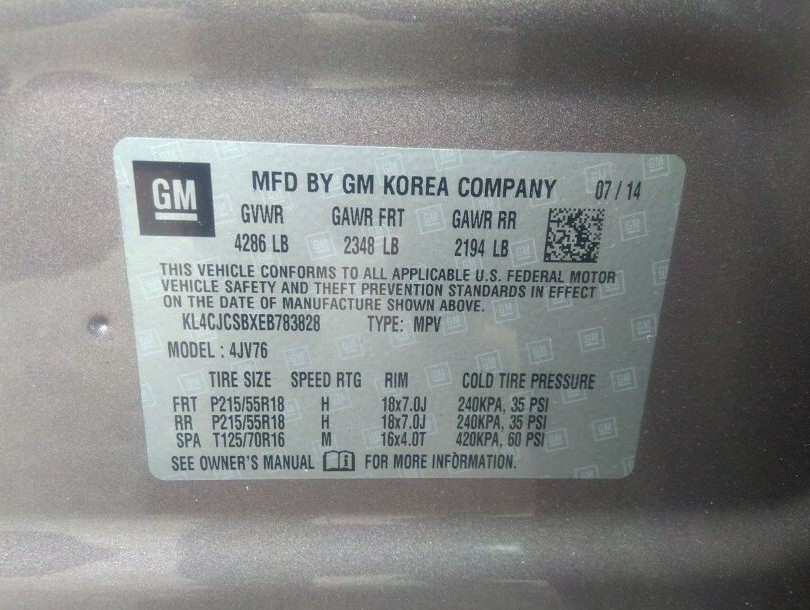 GM MFD BY GM KOREA COMPANY 07 / 14
GVWR GAWR FRT GAWR RR
4286 LB 2348 LB 2194 LB
THIS VEHICLE CONFORMS TO ALL APPLICABLE U.S. FEDERAL MOTOR
VEHICLE SAFETY AND THEFT PREVENTION STANDARDS IN EFFECT
ON THE DATE OF MANUFACTURE SHOWN ABOVE.
KL4CJCSBXEB783828 TYPE: MPV
MODEL : 4JV76
TIRE SIZE SPEED RTG RIM COLD TIRE PRESSURE
FRT P215/55R18 H 18x7.0J 240KPA, 35 PSI
RR P215/55R18 H 18x7.0J 240KPA, 35 PSI
SPA T125/70R16 M 16x4.0T 420KPA, 60 PSI
SEE OWNER'S MANUAL FOR MORE INFORMATION.